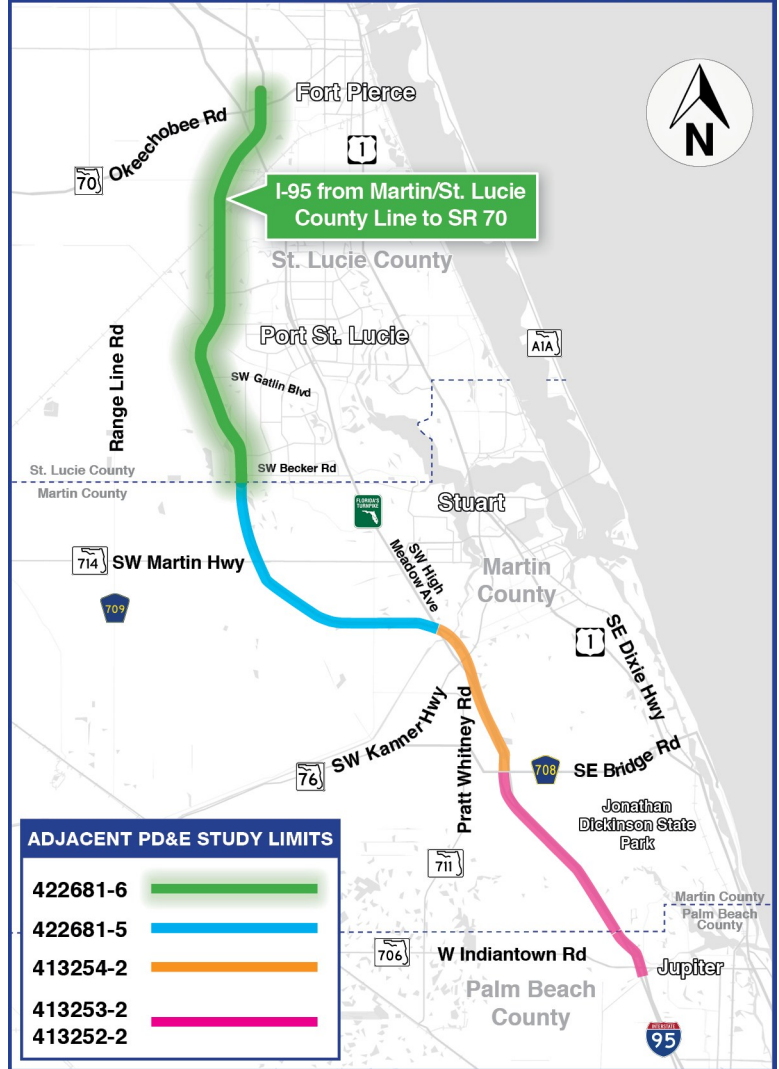 Fort Pierce
N
Okeechobee Rd
70
1
I-95 from Martin/St. Lucie
County Line to SR 70
St. Lucie County
Range Line Rd
Port St. Lucie
A1A
SW Gatlin Blvd
SW Becker Rd
St. Lucie County
Martin County
FLORIDA'S
TURNPIKE
Stuart
714
SW Martin Hwy
SW High
Meadow Ave
Martin
County
709
1
SE Dixie Hwy
SW Kanner Hwy
76
Pratt Whitney Rd
708
SE Bridge Rd
Jonathan
Dickinson State
Park
711
ADJACENT PD&E STUDY LIMITS
422681-6
422681-5
413254-2
413253-2
413252-2
Martin County
Palm Beach
County
706
W Indiantown Rd
Jupiter
Palm Beach
County
INTERSTATE
95